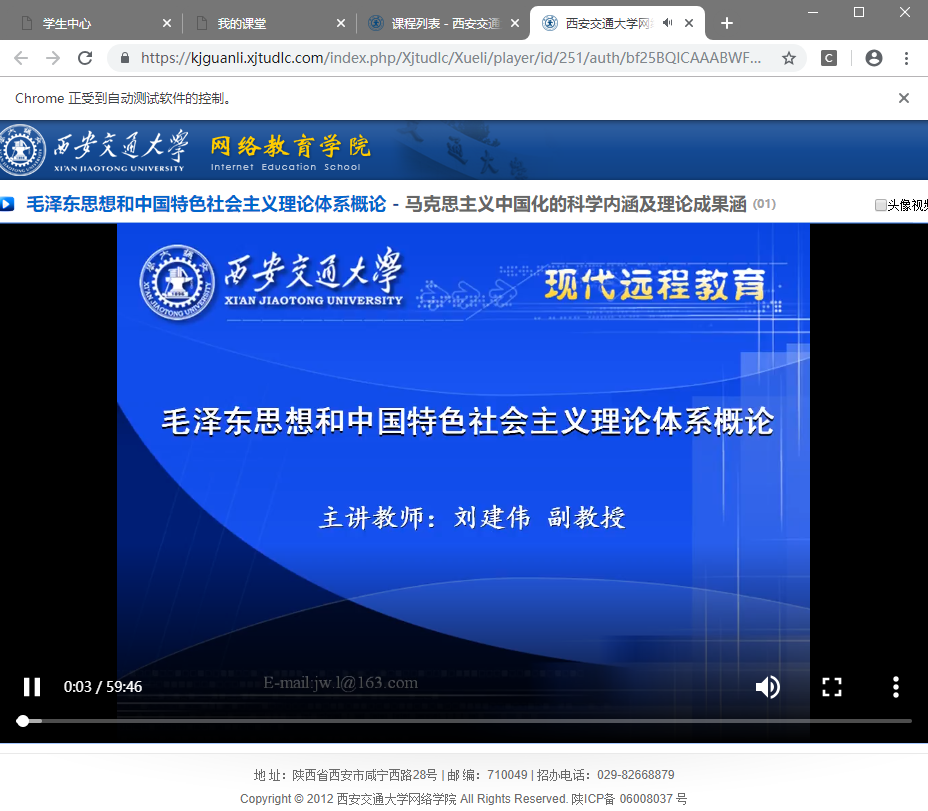 学生中心
我的课堂
课程列表 - 西安交通
西安交通大学网
https://kjguanli.xjtudlc.com/index.php/Xjtudlc/Xueli/player/id/251/auth/bf25BQICAAABWF...
Chrome 正受到自动测试软件的控制。
西安交通大學 网络教育学院
XI'AN JIAOTONG UNIVERSITY Internet Education School
毛泽东思想和中国特色社会主义理论体系概论 - 马克思主义中国化的科学内涵及理论成果涵 (01)
头像视频
西安交通大學
XI'AN JIAOTONG UNIVERSITY
现代远程教育
毛泽东思想和中国特色社会主义理论体系概论
主讲教师：刘建伟 副教授
E-mail:jw.l@163.com
0:03 / 59:46
地 址：陕西省西安市咸宁西路28号 | 邮 编：710049 | 招办电话：029-82668879
Copyright © 2012 西安交通大学网络学院 All Rights Reserved. 陕ICP备 06008037 号